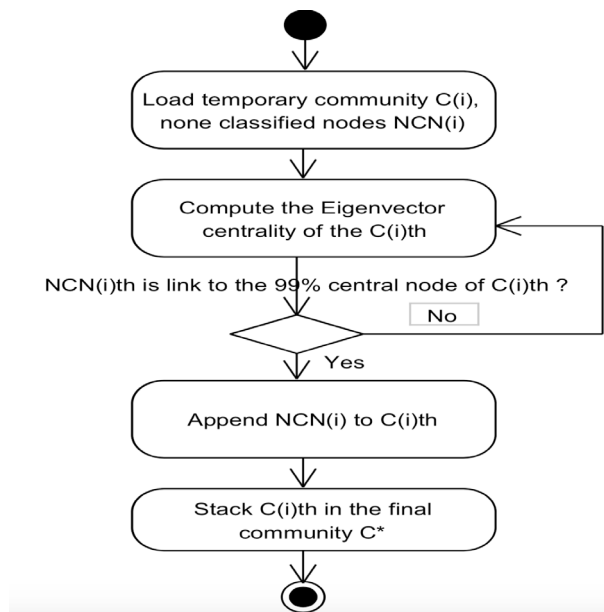 Load temporary community C(i),
none classified nodes NCN(i)
Compute the Eigenvector
centrality of the C(i)th
NCN(i)th is link to the 99% central node of C(i)th ?
No
Yes
Append NCN(i) to C(i)th
Stack C(i)th in the final
community C*